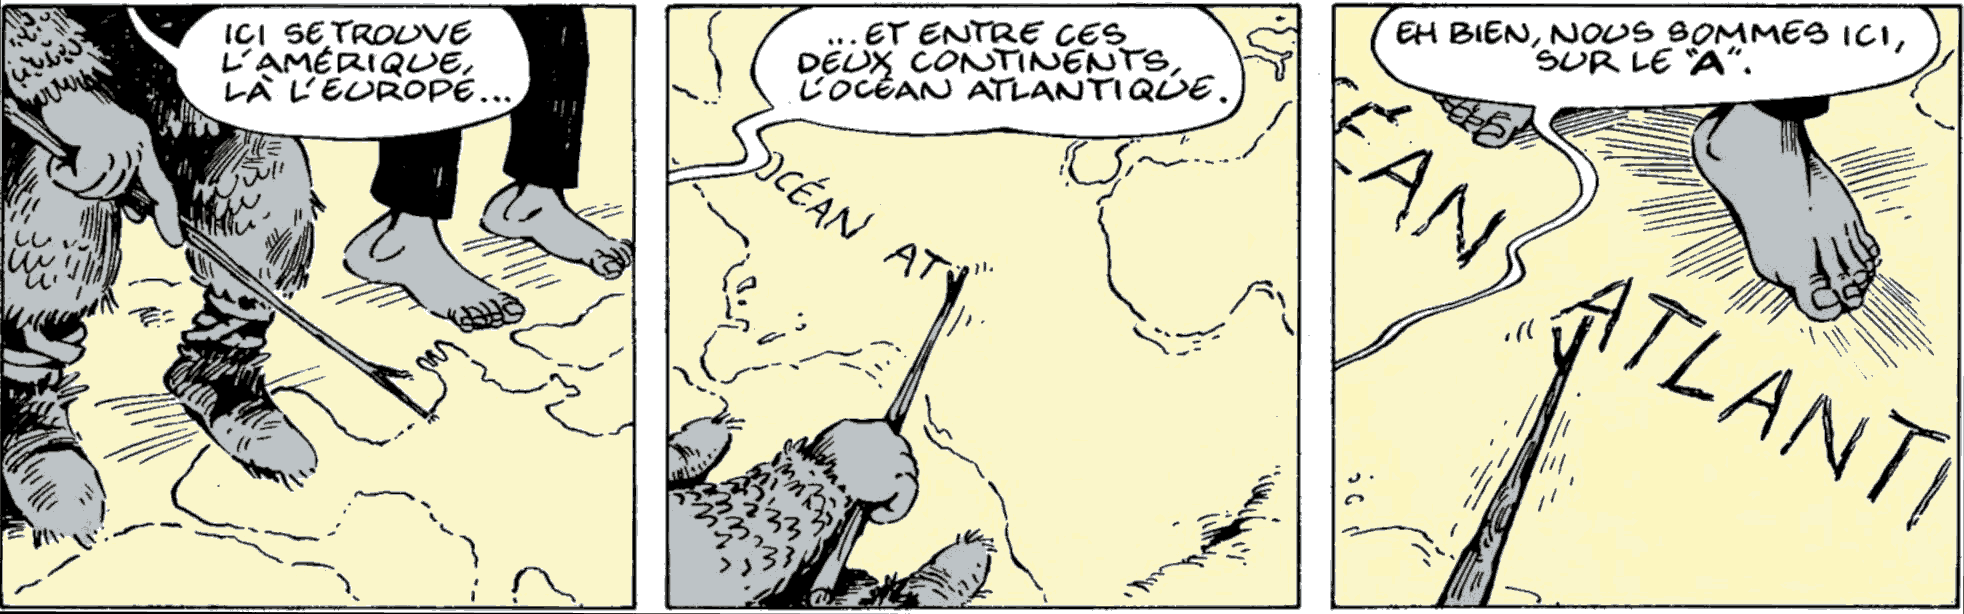 ICI SE TROUVE
L'AMÉRIQUE,
LÀ L'EUROPE...
...ET ENTRE CES
DEUX CONTINENTS,
L'OCÉAN ATLANTIQUE.
OCÉAN AT
EH BIEN, NOUS SOMMES ICI,
SUR LE "A".
ÉAN
ATLANTI